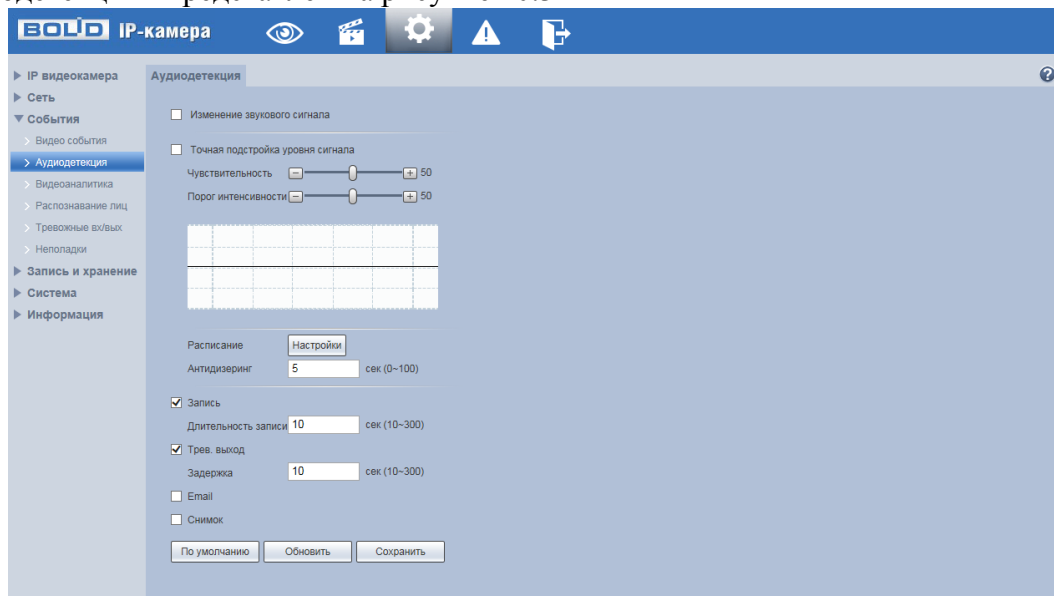 BOLID IP-камера
IP видеокамера
Сеть
События
Видео события
Аудиодетекция
Видеоаналитика
Распознавание лиц
Тревожные вх/вых
Неполадки
Запись и хранение
Система
Информация
Аудиодетекция
Изменение звукового сигнала
Точная подстройка уровня сигнала
Чувствительность 50
Порог интенсивности 50
Расписание Настройки
Антидизеринг 5 сек (0~100)
Запись
Длительность записи 10 сек (10~300)
Трев. выход
Задержка 10 сек (10~300)
Email
Снимок
По умолчанию Обновить Сохранить